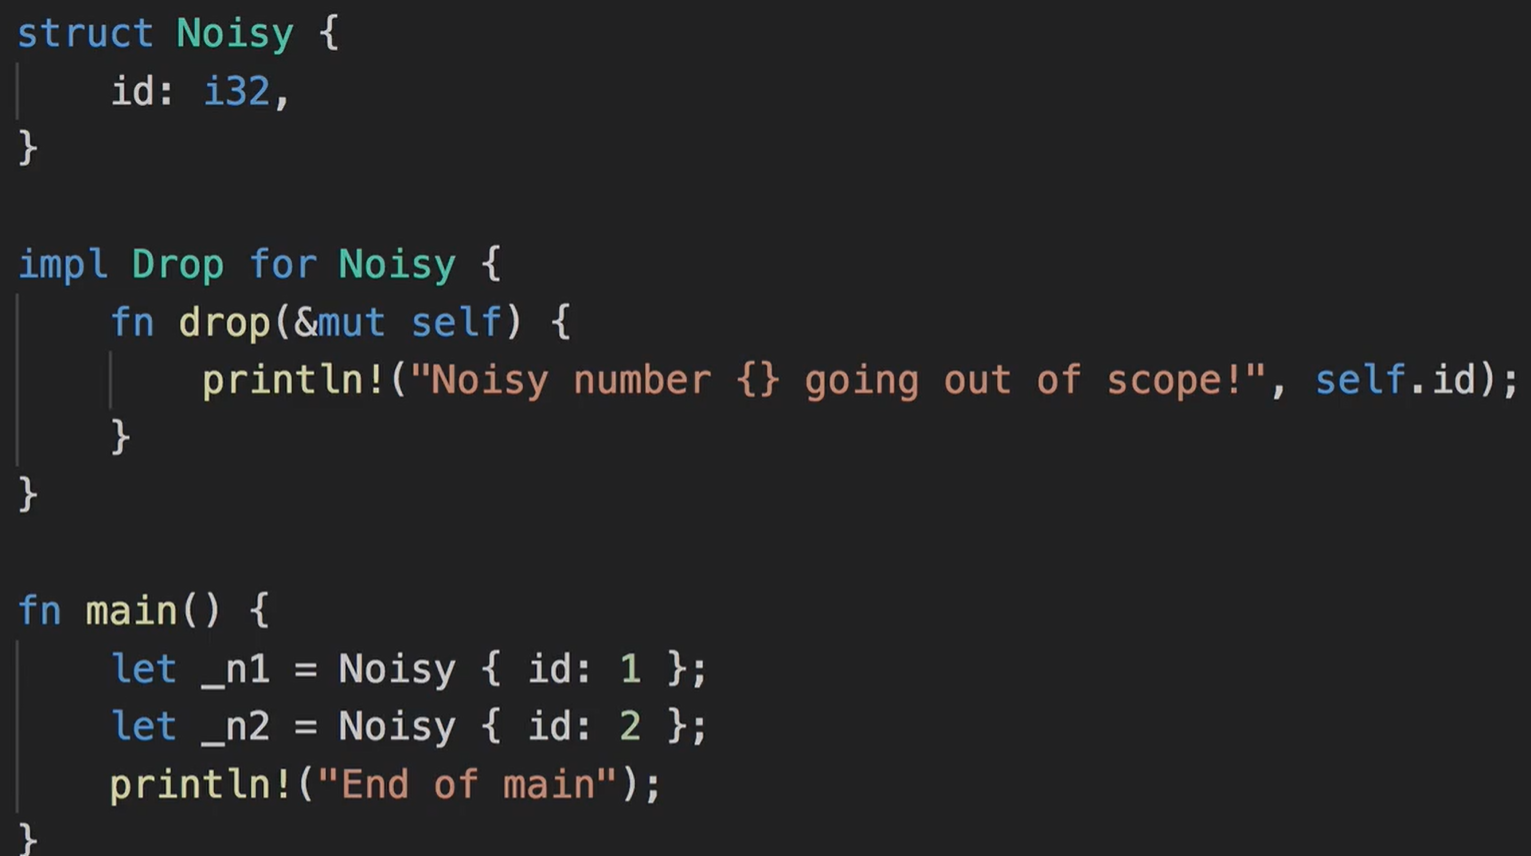 struct Noisy {
    id: i32,
}

impl Drop for Noisy {
    fn drop(&mut self) {
        println!("Noisy number {} going out of scope!", self.id);
    }
}

fn main() {
    let _n1 = Noisy { id: 1 };
    let _n2 = Noisy { id: 2 };
    println!("End of main");
}